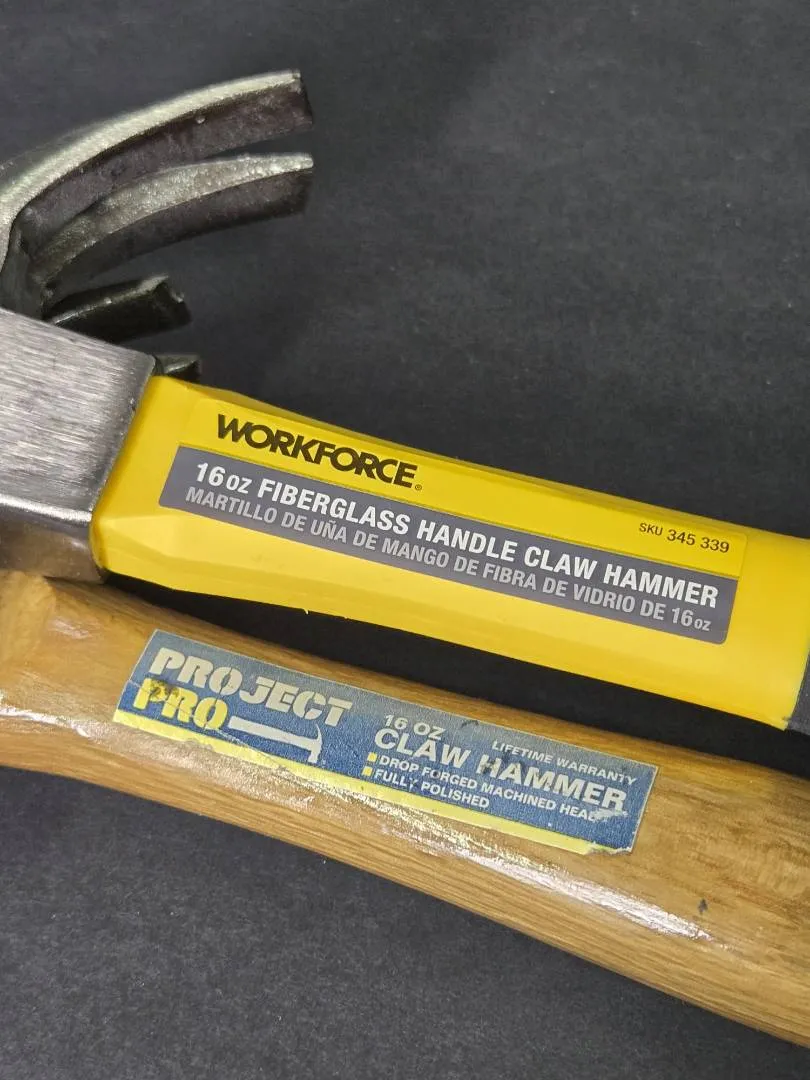 WORKFORCE®
16oz FIBERGLASS HANDLE CLAW HAMMER
MARTILLO DE UÑA DE MANGO DE FIBRA DE VIDRIO DE 16oz
SKU 345 339
PROJECT
PRO
16 OZ
CLAW HAMMER
LIFETIME WARRANTY
DROP FORGED MACHINED HEAD
FULLY POLISHED